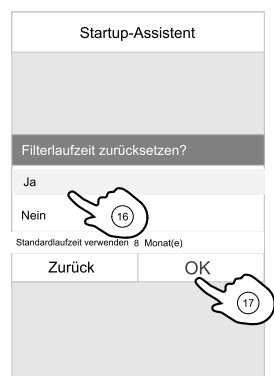 Startup-Assistent
Filterlaufzeit zurücksetzen?
Ja
Nein
16
Standardlaufzeit verwenden 8 Monat(e)
Zurück OK
17